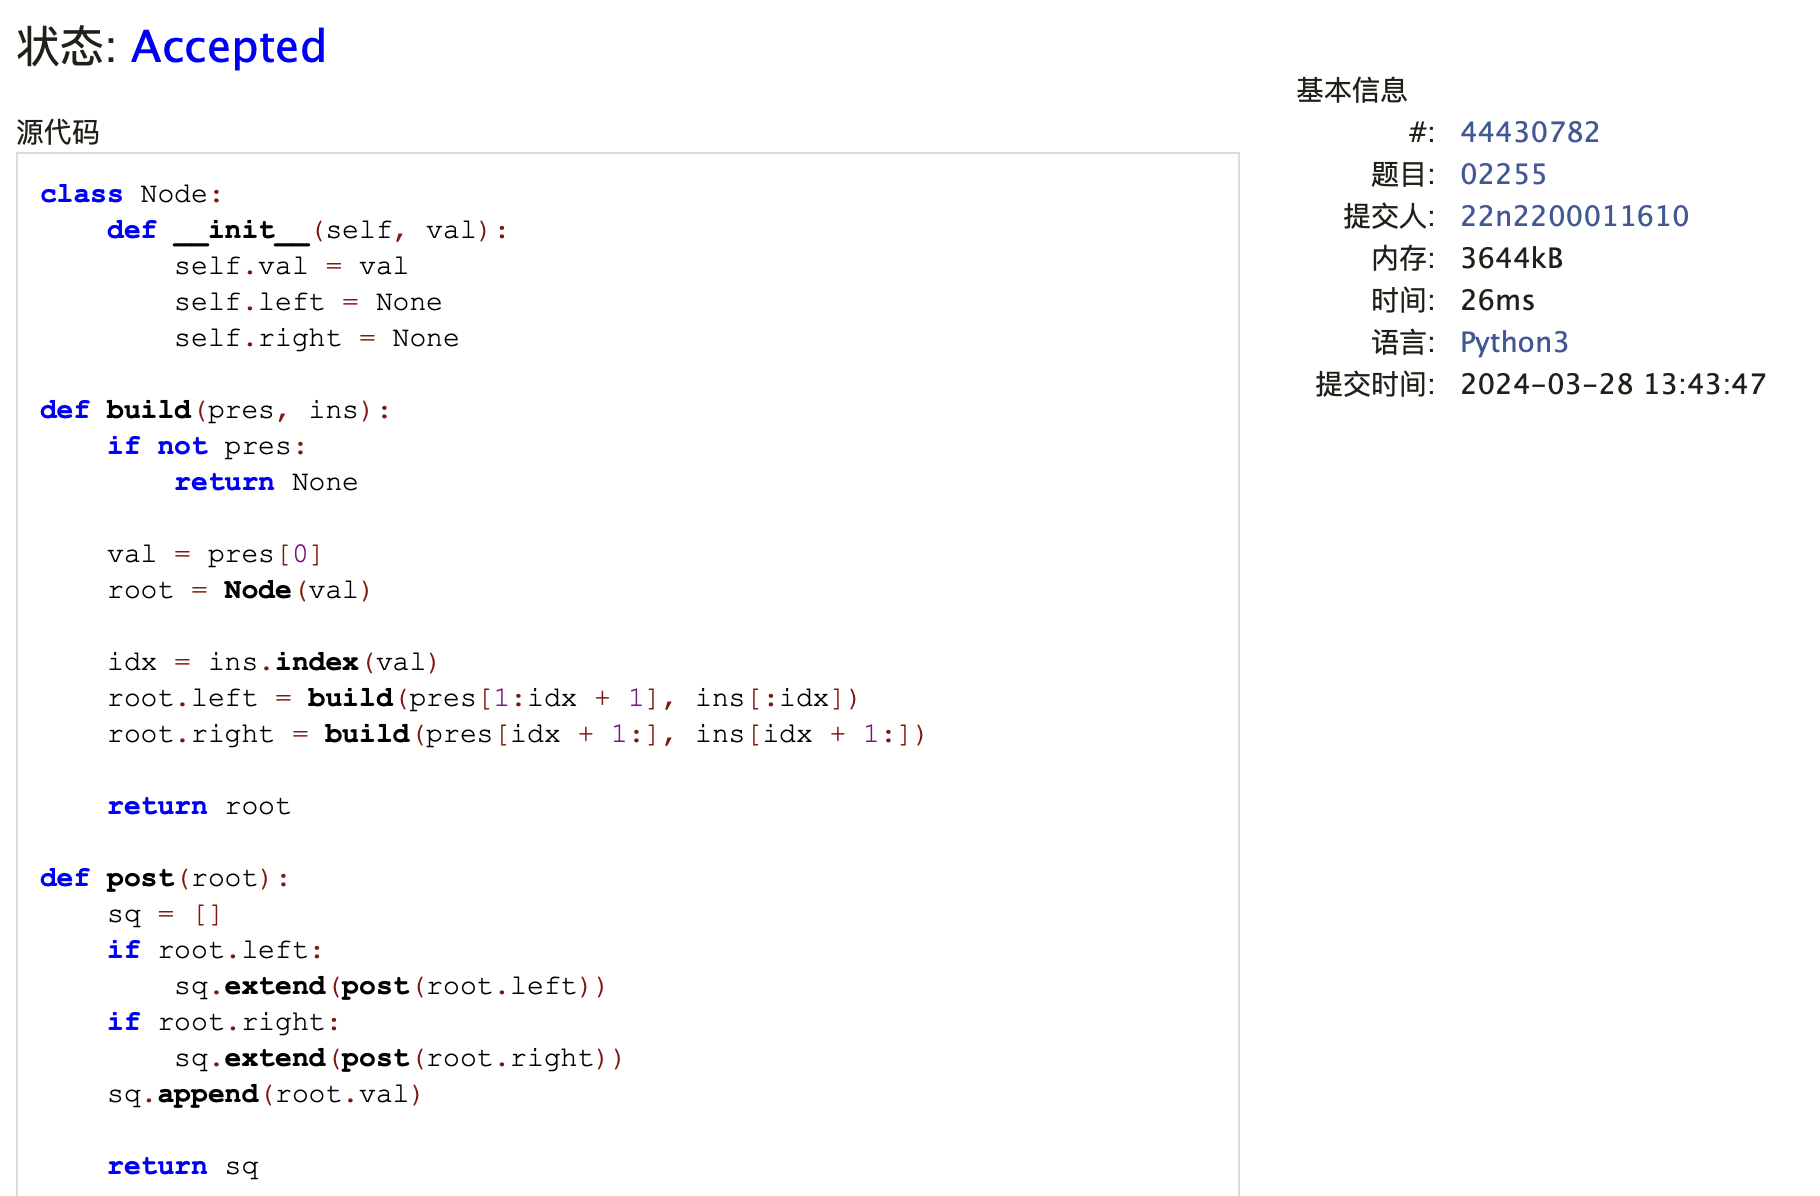 状态: Accepted
源代码
class Node:
    def __init__(self, val):
        self.val = val
        self.left = None
        self.right = None
def build(pres, ins):
    if not pres:
        return None
    val = pres[0]
    root = Node(val)
    idx = ins.index(val)
    root.left = build(pres[1:idx + 1], ins[:idx])
    root.right = build(pres[idx + 1:], ins[idx + 1:])
    return root
def post(root):
    sq = []
    if root.left:
        sq.extend(post(root.left))
    if root.right:
        sq.extend(post(root.right))
    sq.append(root.val)
    return sq
基本信息
#: 44430782
题目: 02255
提交人: 22n2200011610
内存: 3644kB
时间: 26ms
语言: Python3
提交时间: 2024-03-28 13:43:47